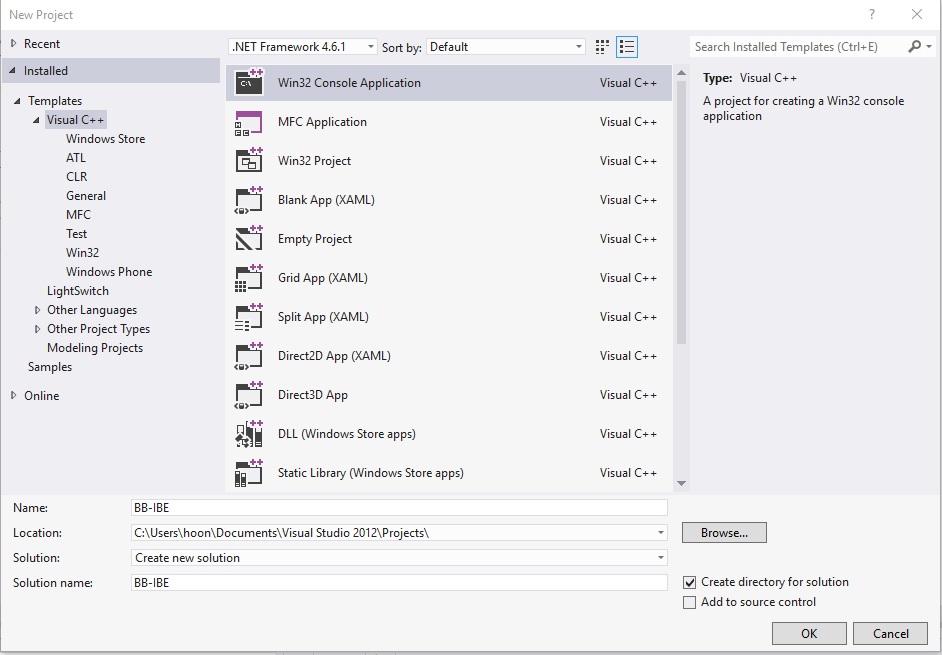 New Project
Recent
.NET Framework 4.6.1 Sort by: Default
Search Installed Templates (Ctrl+E)
Installed
Templates
Visual C++
Windows Store
ATL
CLR
General
MFC
Test
Win32
Windows Phone
LightSwitch
Other Languages
Other Project Types
Modeling Projects
Samples
Online
Win32 Console Application Visual C++
MFC Application Visual C++
Win32 Project Visual C++
Blank App (XAML) Visual C++
Empty Project Visual C++
Grid App (XAML) Visual C++
Split App (XAML) Visual C++
Direct2D App (XAML) Visual C++
Direct3D App Visual C++
DLL (Windows Store apps) Visual C++
Static Library (Windows Store apps) Visual C++
Type: Visual C++
A project for creating a Win32 console
application
Name: BB-IBE
Location: C:\Users\hoon\Documents\Visual Studio 2012\Projects\ Browse...
Solution: Create new solution
Solution name: BB-IBE
Create directory for solution
Add to source control
OK Cancel